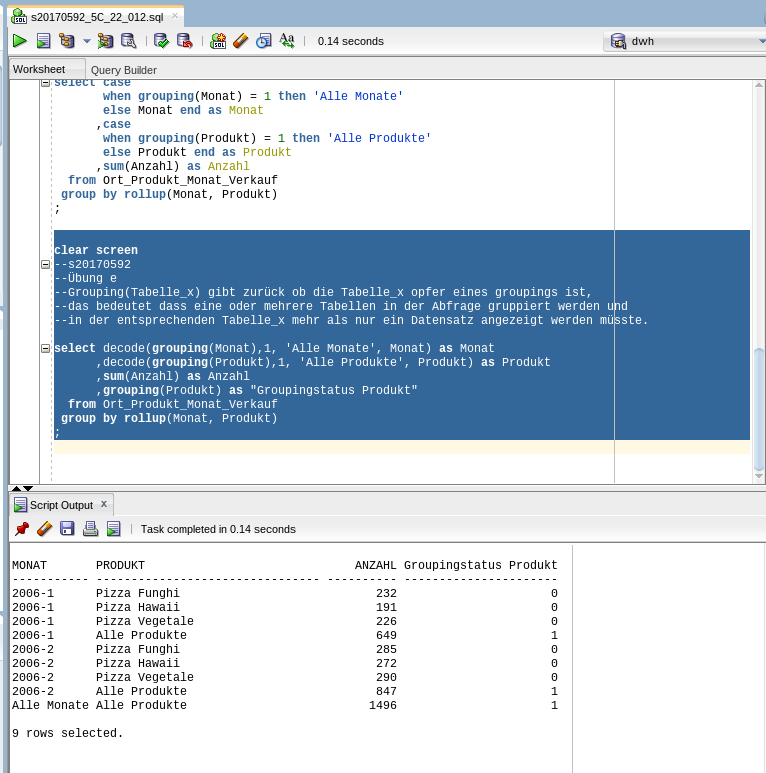 s20170592_5C_22_012.sql
SQL
0.14 seconds
dwh
Worksheet Query Builder
select case
when grouping(Monat) = 1 then 'Alle Monate'
else Monat end as Monat
,case
when grouping(Produkt) = 1 then 'Alle Produkte'
else Produkt end as Produkt
,sum(Anzahl) as Anzahl
from Ort_Produkt_Monat_Verkauf
group by rollup(Monat, Produkt)
;
clear screen
--s20170592
--Übung e
--Grouping(Tabelle_x) gibt zurück ob die Tabelle_x opfer eines groupings ist,
--das bedeutet dass eine oder mehrere Tabellen in der Abfrage gruppiert werden und
--in der entsprechenden Tabelle_x mehr als nur ein Datensatz angezeigt werden müsste.
select decode(grouping(Monat),1, 'Alle Monate', Monat) as Monat
,decode(grouping(Produkt),1, 'Alle Produkte', Produkt) as Produkt
,sum(Anzahl) as Anzahl
,grouping(Produkt) as "Groupingstatus Produkt"
from Ort_Produkt_Monat_Verkauf
group by rollup(Monat, Produkt)
;
Script Output x
Task completed in 0.14 seconds
MONAT PRODUKT ANZAHL Groupingstatus Produkt
----------- -------------------------------- ---------- ----------------------
2006-1 Pizza Funghi 232 0
2006-1 Pizza Hawaii 191 0
2006-1 Pizza Vegetale 226 0
2006-1 Alle Produkte 649 1
2006-2 Pizza Funghi 285 0
2006-2 Pizza Hawaii 272 0
2006-2 Pizza Vegetale 290 0
2006-2 Alle Produkte 847 1
Alle Monate Alle Produkte 1496 1
9 rows selected.